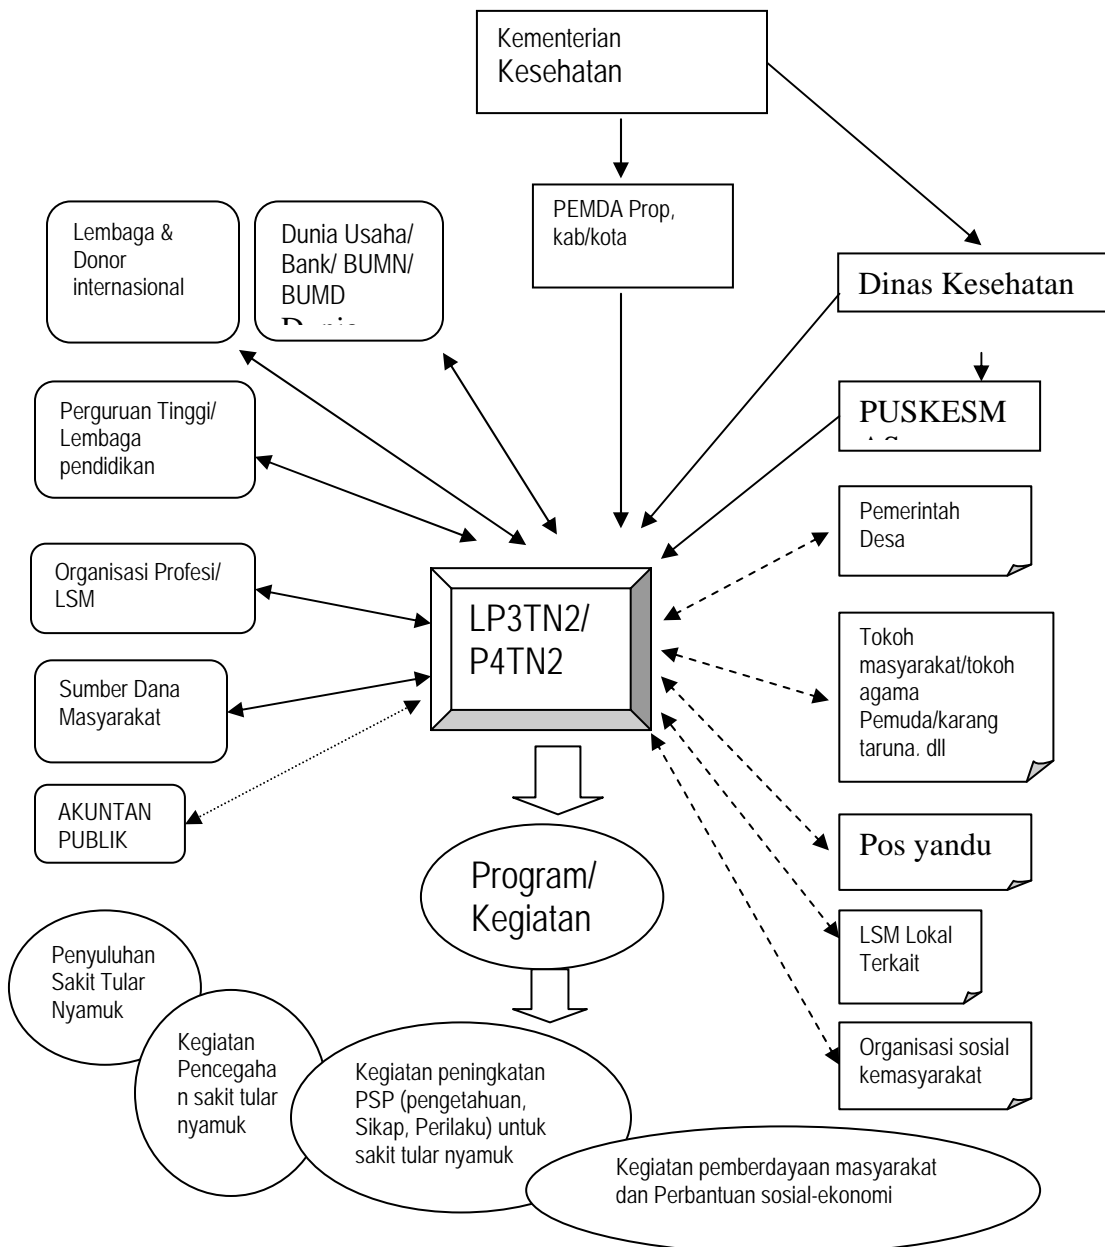 Kementerian
Kesehatan
PEMDA Prop,
kab/kota
Lembaga &
Donor
internasional
Dunia Usaha/
Bank/ BUMN/
BUMD
Dinas Kesehatan
PUSKESM
Perguruan Tinggi/
Lembaga
pendidikan
Pemerintah
Desa
Organisasi Profesi/
LSM
LP3TN2/
P4TN2
Tokoh
masyarakat/tokoh
agama
Pemuda/karang
taruna. dll
Sumber Dana
Masyarakat
AKUNTAN
PUBLIK
Pos yandu
Program/
Kegiatan
LSM Lokal
Terkait
Penyuluhan
Sakit Tular
Nyamuk
Kegiatan
Pencegaha
n sakit tular
nyamuk
Organisasi sosial
kemasyarakat
Kegiatan peningkatan
PSP (pengetahuan,
Sikap, Perilaku) untuk
sakit tular nyamuk
Kegiatan pemberdayaan masyarakat
dan Perbantuan sosial-ekonomi